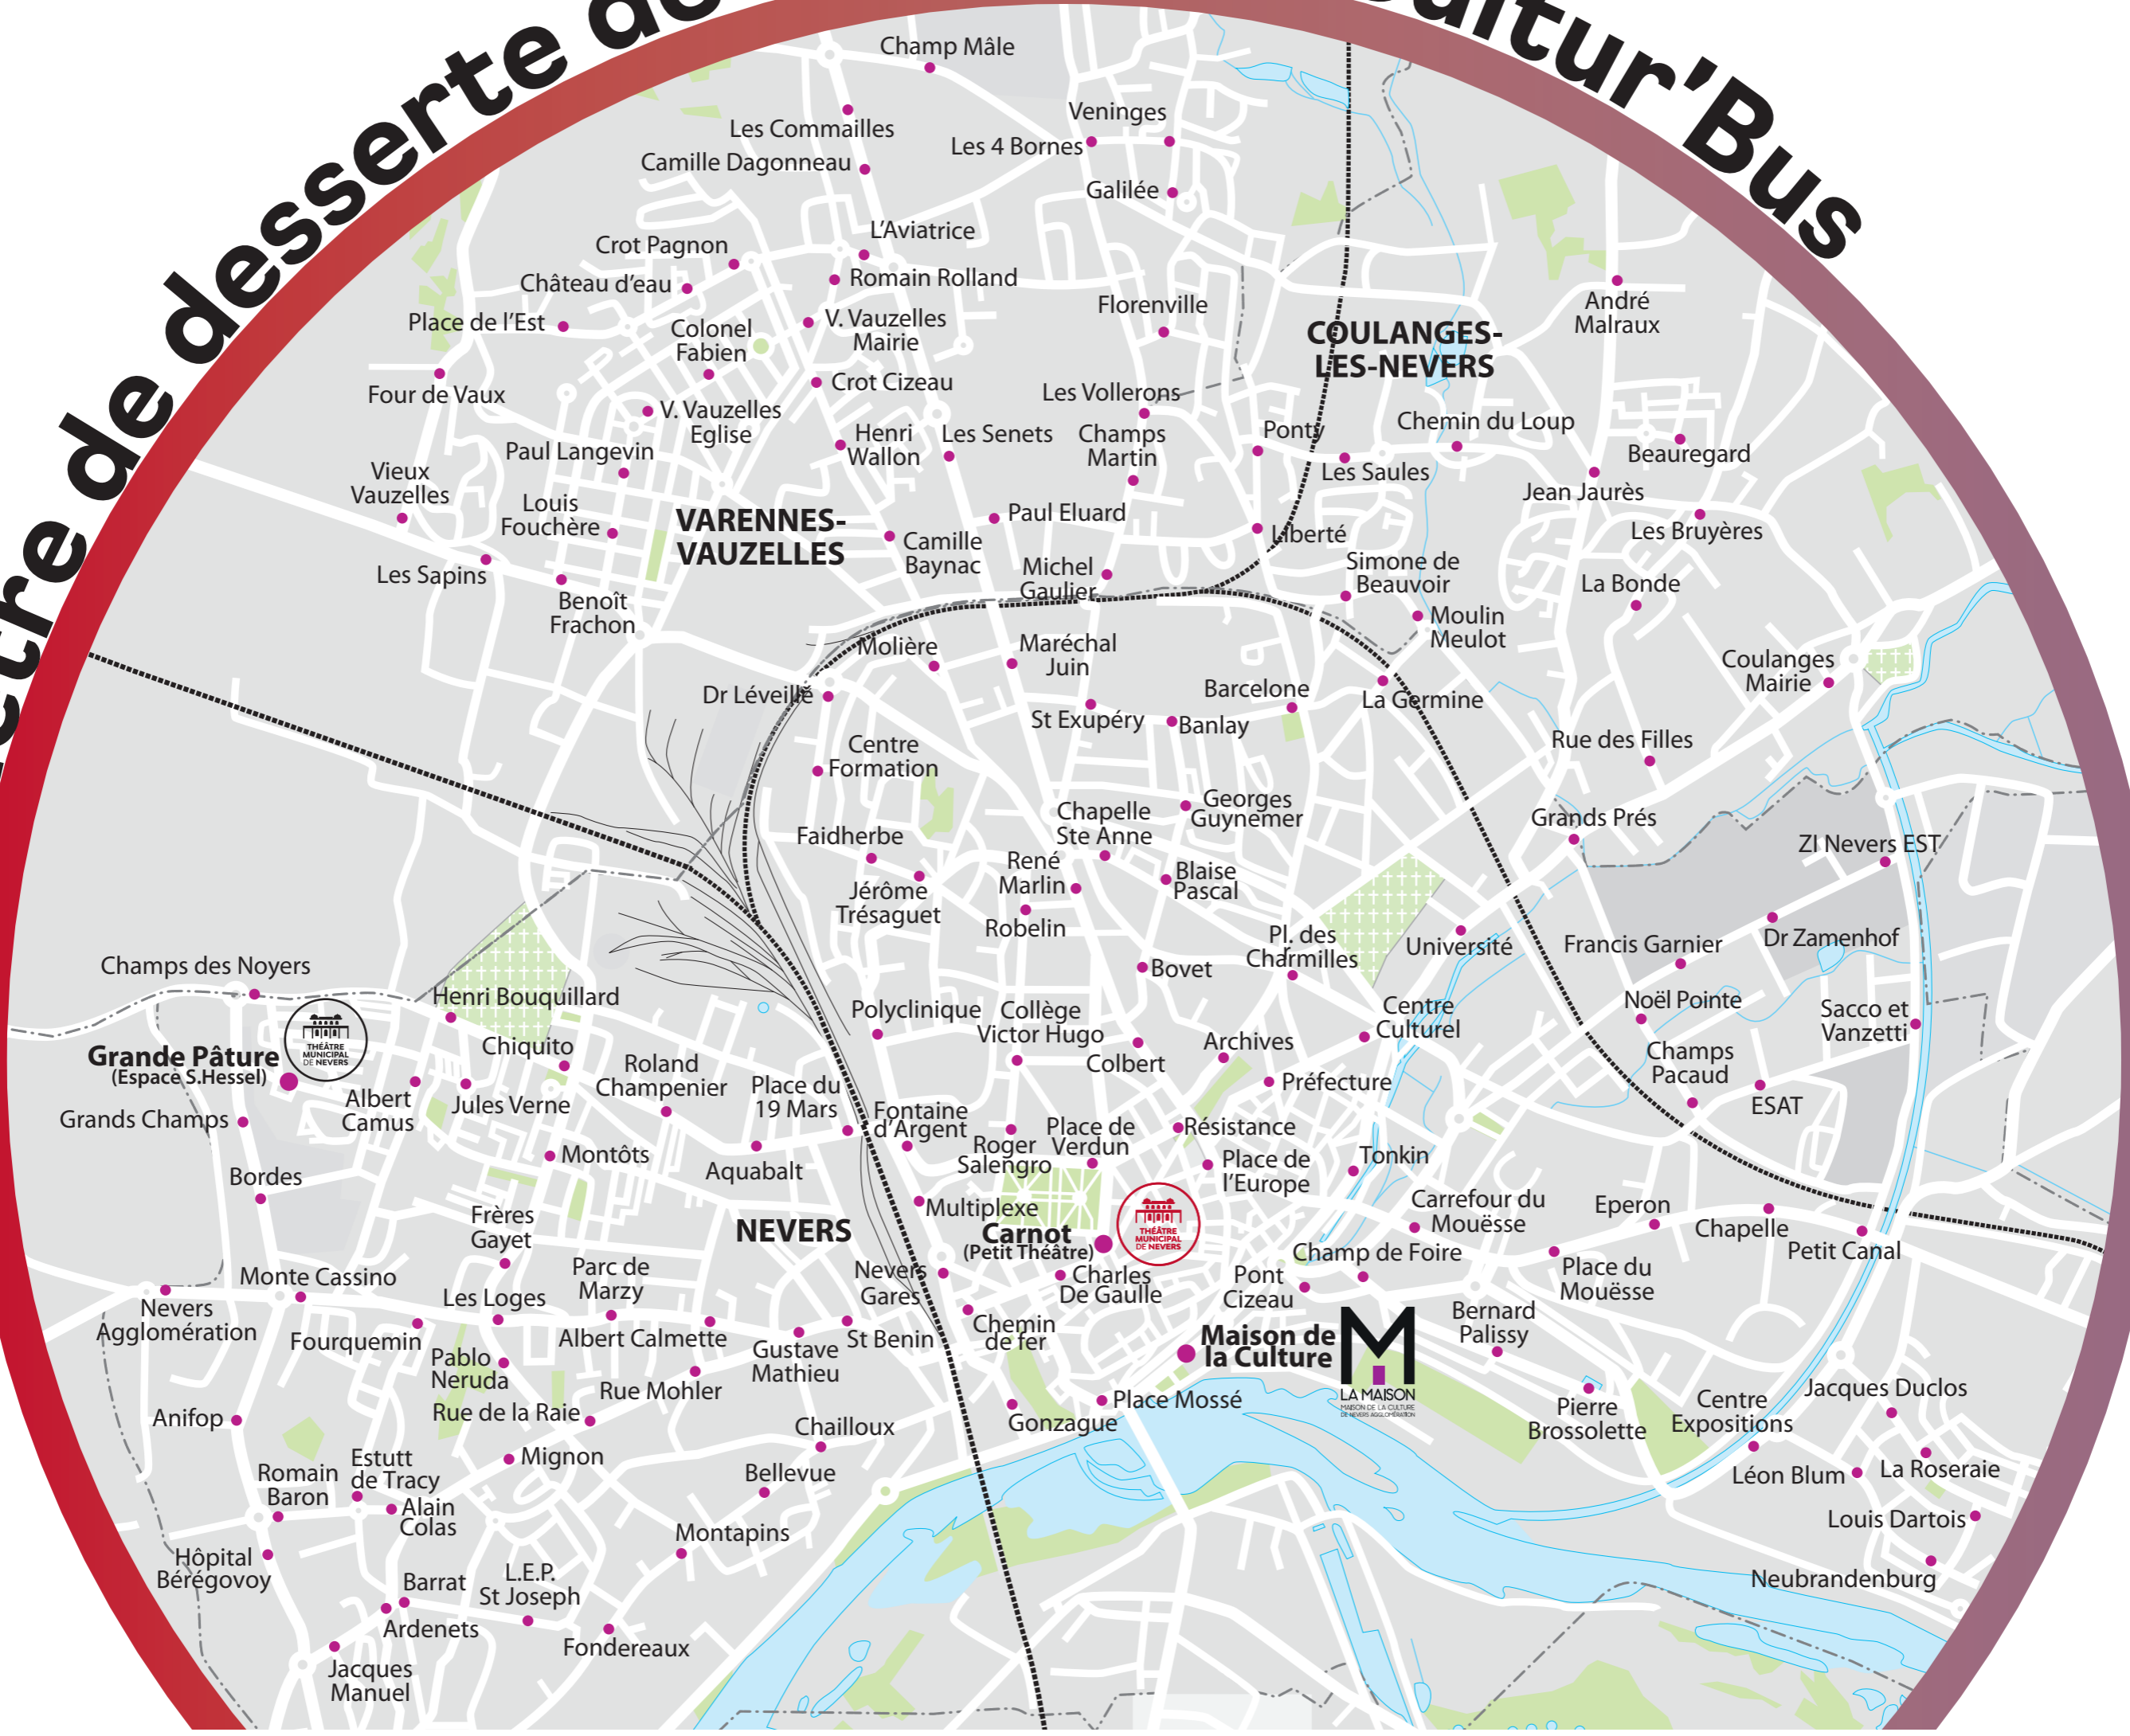 de desserte
ultur'Bus
Champ Mâle
Les Commailles
Veninges
Camille Dagonneau
Les 4 Bornes
Galilée
L'Aviatrice
Crot Pagnon
Château d'eau
Romain Rolland
Place de l'Est
Colonel
Fabien
V. Vauzelles
Mairie
Florenville
COULANGES-
LES-NEVERS
André
Malraux
Four de Vaux
Crot Cizeau
Les Vollerons
V. Vauzelles
Eglise
Henri
Wallon
Les Senets
Champs
Martin
Ponty
Chemin du Loup
Beauregard
Paul Langevin
Les Saules
Jean Jaurès
Vieux
Vauzelles
Louis
Fouchère
VARENNES-
VAUZELLES
Paul Eluard
Liberté
Les Bruyères
Camille
Baynac
Les Sapins
Michel
Gaulier
Simone de
Beauvoir
La Bonde
Benoît
Frachon
Moulin
Meulot
Molière
Maréchal
Juin
Coulanges
Mairie
Dr Léveillé
Barcelone
La Germine
St Exupéry
Banlay
Rue des Filles
Centre
Formation
Georges
Guynemer
Chapelle
Ste Anne
Grands Prés
ZI Nevers EST
Faidherbe
René
Marlin
Blaise
Pascal
Jérôme
Trésaguet
Robelin
Pl. des
Charmilles
Université
Francis Garnier
Dr Zamenhof
Champs des Noyers
Bovet
Henri Bouquillard
Polyclinique
Collège
Victor Hugo
Centre
Culturel
Noël Pointe
Sacco et
Vanzetti
THÉÂTRE
MUNICIPAL
DE NEVERS
Grande Pâture
(Espace S.Hessel)
Chiquito
Roland
Champenier
Colbert
Archives
Champs
Pacaud
Place du
19 Mars
Préfecture
Grands Champs
Albert
Camus
Jules Verne
Fontaine
d'Argent
ESAT
Roger
Salengro
Place de
Verdun
Résistance
Montôts
Aquabalt
Place de
l'Europe
Tonkin
Bordes
Multiplexe
Carrefour du
Mouësse
Eperon
Chapelle
Petit Canal
Frères
Gayet
NEVERS
Carnot
(Petit Théâtre)
THÉÂTRE
MUNICIPAL
DE NEVERS
Champ de Foire
Place du
Mouësse
Monte Cassino
Parc de
Marzy
Nevers
Gares
Charles
De Gaulle
Pont
Cizeau
Nevers
Agglomération
Les Loges
Fourquemin
Albert Calmette
Gustave
Mathieu
St Benin
Chemin
de fer
Maison de
la Culture
M
LA MAISON
MAISON DE LA CULTURE
DE NEVERS AGGLOMÉRATION
Bernard
Palissy
Pablo
Neruda
Rue Mohler
Rue de la Raie
Place Mossé
Gonzague
Pierre
Brossolette
Centre
Expositions
Jacques Duclos
Anifop
Chailloux
Mignon
Estutt
de Tracy
Bellevue
Léon Blum
La Roseraie
Romain
Baron
Alain
Colas
Louis Dartois
Montapins
Hôpital
Bérégovoy
Barrat
L.E.P.
St Joseph
Neubrandenburg
Ardenets
Fondereaux
Jacques
Manuel